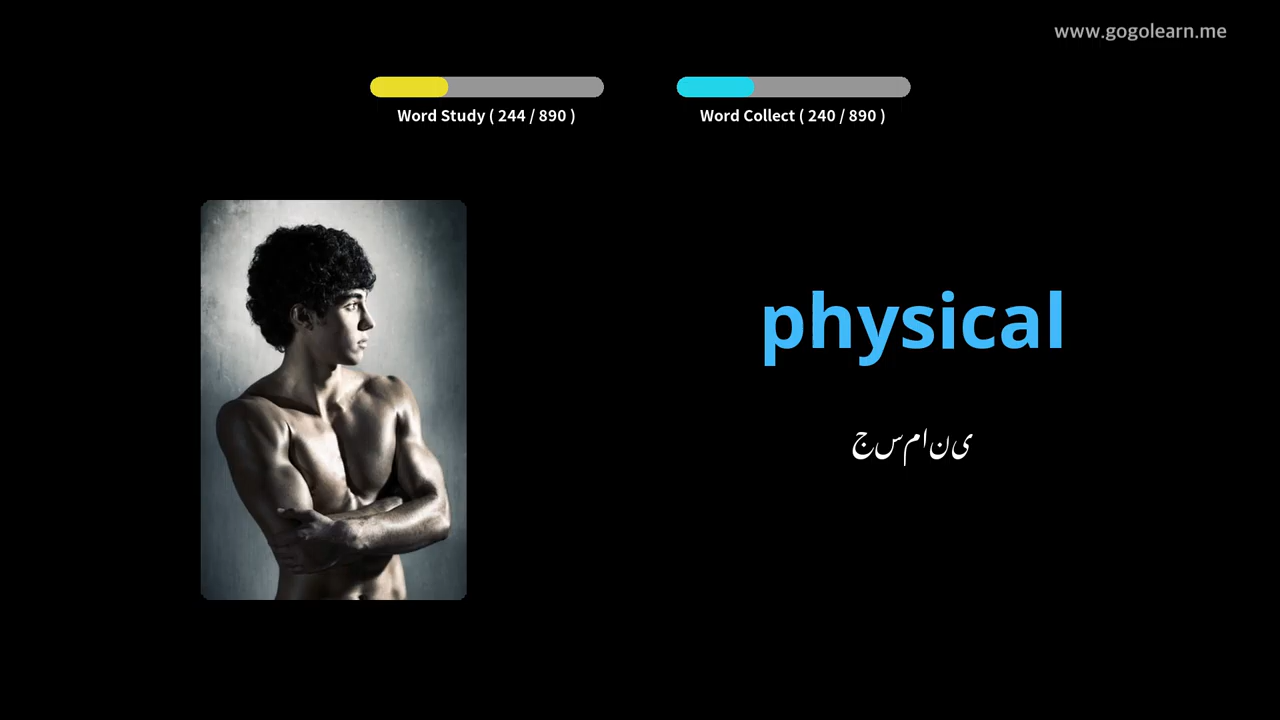 www.gogolearn.me
Word Study ( 244 / 890 )
Word Collect ( 240 / 890 )
physical
جسمانی